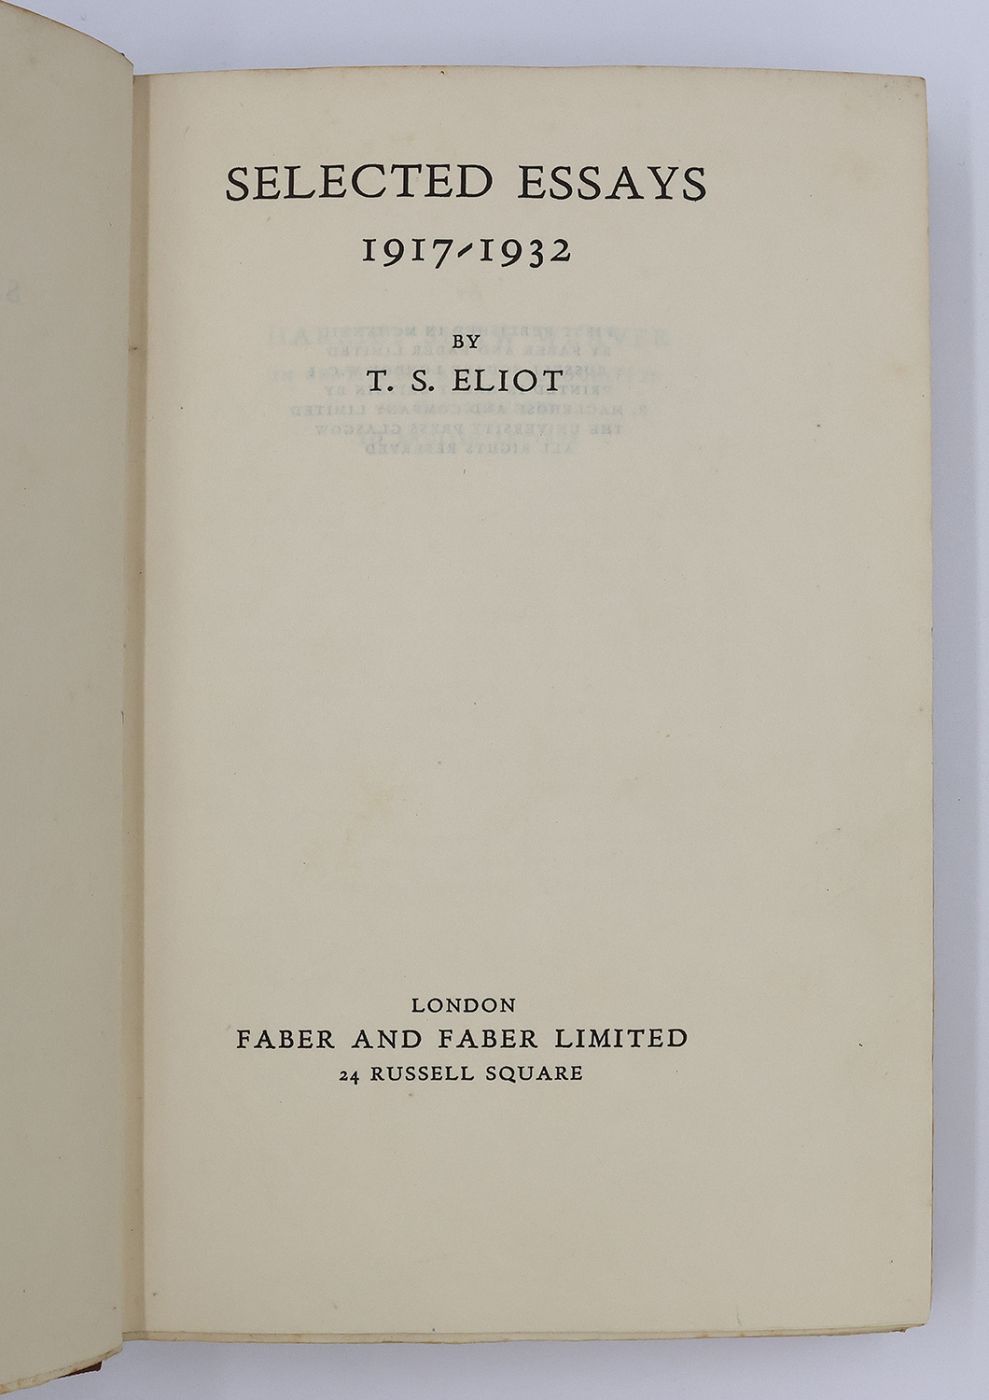 SELECTED ESSAYS
1917-1932
BY
T. S. ELIOT
LONDON
FABER AND FABER LIMITED
24 RUSSELL SQUARE